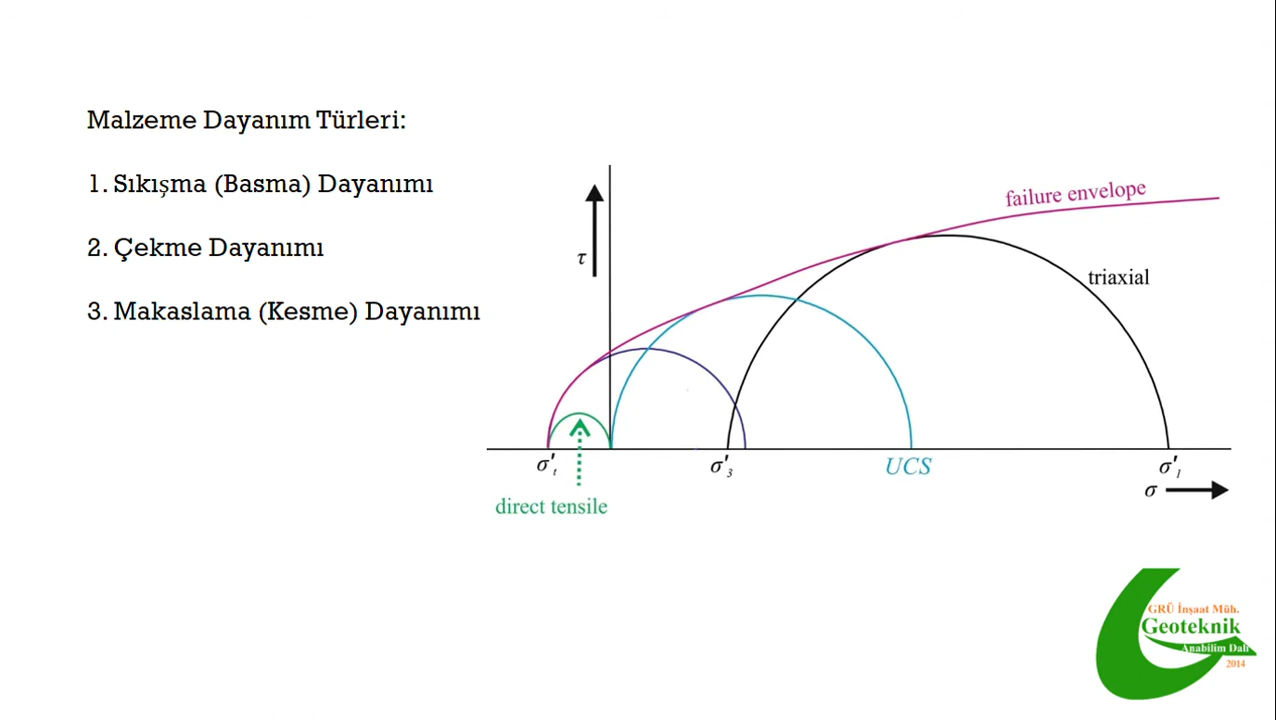 Malzeme Dayanım Türleri:
1. Sıkışma (Basma) Dayanımı
2. Çekme Dayanımı
3. Makaslama (Kesme) Dayanımı
failure envelope
τ
triaxial
σ't
σ'3
UCS
σ'1
σ
direct tensile
GRÜ İnşaat Müh.
Geoteknik
Anabilim Dalı
2014